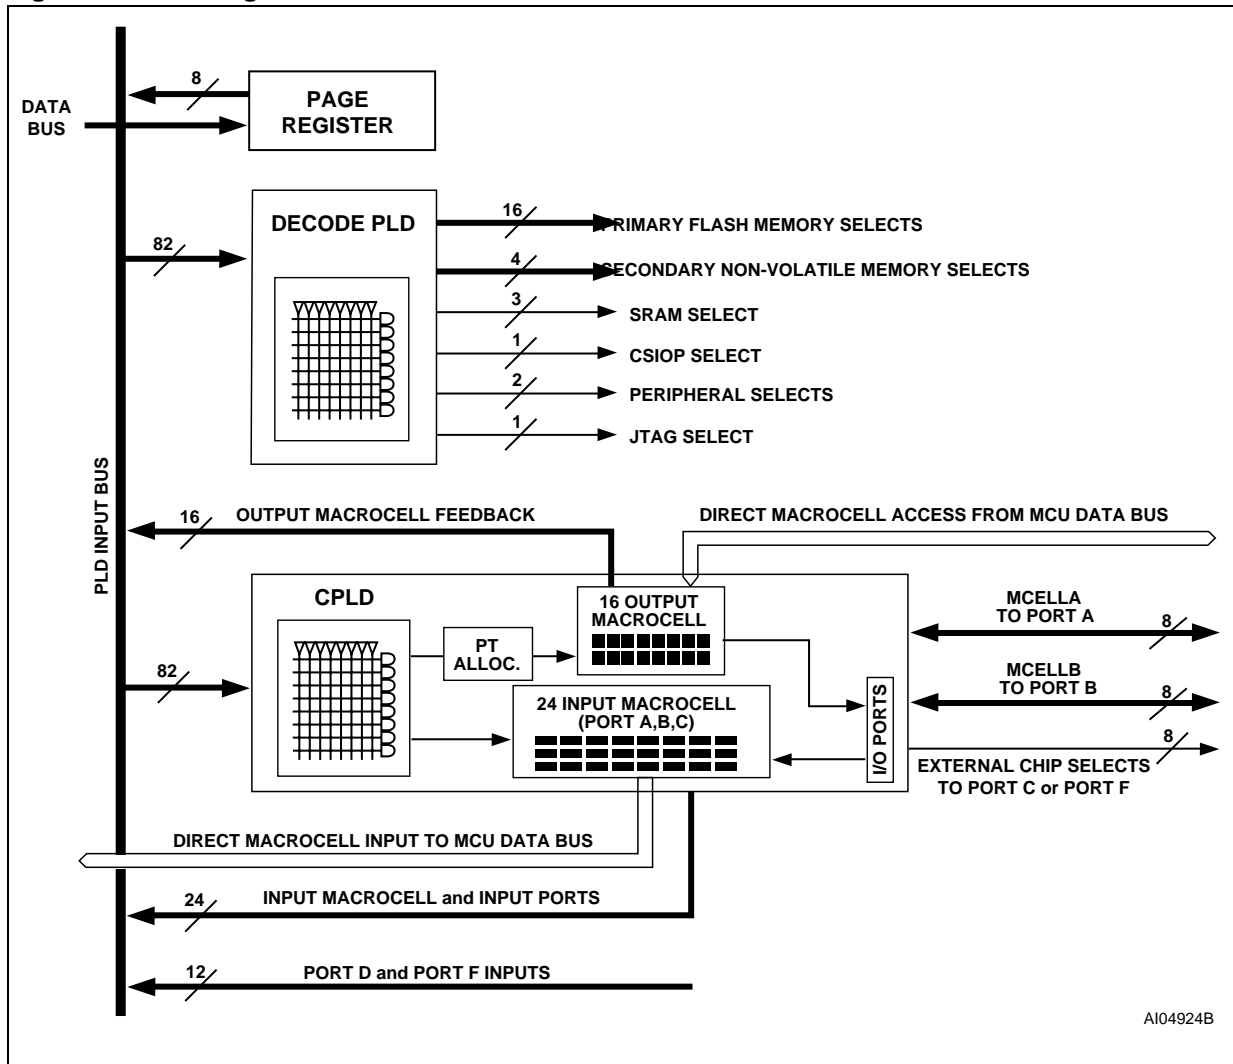 8
DATA
BUS
PAGE
REGISTER
DECODE PLD
82
16
PRIMARY FLASH MEMORY SELECTS
4
SECONDARY NON-VOLATILE MEMORY SELECTS
3
SRAM SELECT
1
CSIOP SELECT
2
PERIPHERAL SELECTS
1
JTAG SELECT
PLD INPUT BUS
16
OUTPUT MACROCELL FEEDBACK
DIRECT MACROCELL ACCESS FROM MCU DATA BUS
CPLD
82
PT
ALLOC.
16 OUTPUT
MACROCELL
24 INPUT MACROCELL
(PORT A,B,C)
I/O PORTS
MCELLA
TO PORT A
8
MCELLB
TO PORT B
8
8
EXTERNAL CHIP SELECTS
TO PORT C or PORT F
DIRECT MACROCELL INPUT TO MCU DATA BUS
24
INPUT MACROCELL and INPUT PORTS
12
PORT D and PORT F INPUTS
AI04924B